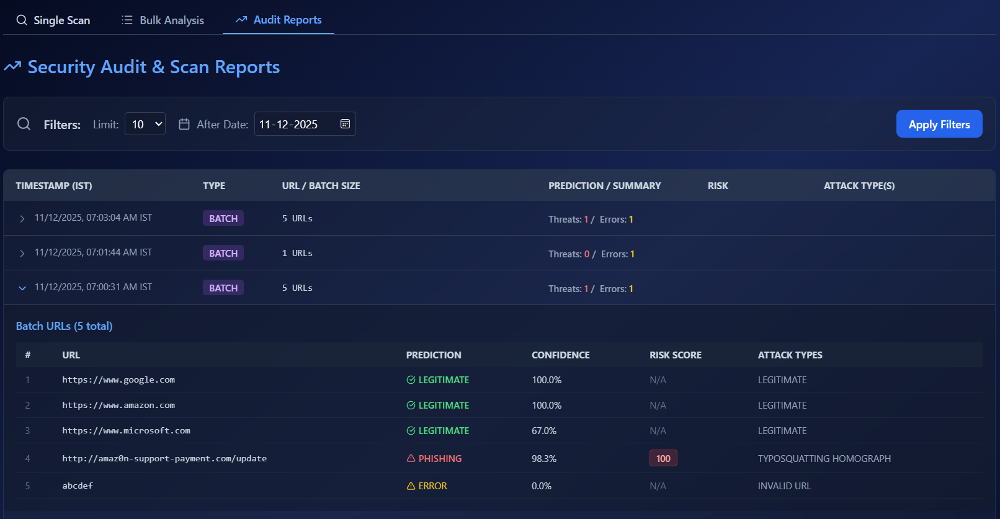 Single Scan Bulk Analysis Audit Reports
Security Audit & Scan Reports
Filters: Limit: 10 After Date: 11-12-2025 Apply Filters
TIMESTAMP (IST) TYPE URL / BATCH SIZE PREDICTION / SUMMARY RISK ATTACK TYPE(S)
11/12/2025, 07:03:04 AM IST BATCH 5 URLs Threats: 1 / Errors: 1
11/12/2025, 07:01:44 AM IST BATCH 1 URLs Threats: 0 / Errors: 1
11/12/2025, 07:00:31 AM IST BATCH 5 URLs Threats: 1 / Errors: 1
Batch URLs (5 total)
# URL PREDICTION CONFIDENCE RISK SCORE ATTACK TYPES
1 https://www.google.com LEGITIMATE 100.0% N/A LEGITIMATE
2 https://www.amazon.com LEGITIMATE 100.0% N/A LEGITIMATE
3 https://www.microsoft.com LEGITIMATE 67.0% N/A LEGITIMATE
4 http://amaz0n-support-payment.com/update PHISHING 98.3% 100 TYPOSQUATTING HOMOGRAPH
5 abcdef ERROR 0.0% N/A INVALID URL